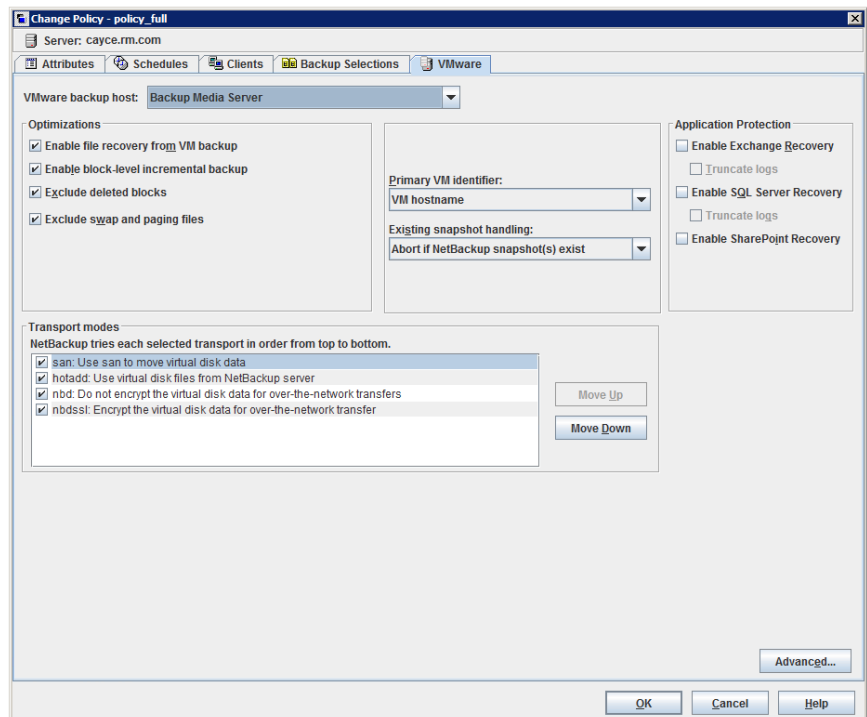 Change Policy - policy_full
Server: cayce.rm.com
Attributes Schedules Clients Backup Selections VMware
VMware backup host: Backup Media Server
Optimizations
Enable file recovery from VM backup
Enable block-level incremental backup
Exclude deleted blocks
Exclude swap and paging files
Primary VM identifier:
VM hostname
Existing snapshot handling:
Abort if NetBackup snapshot(s) exist
Application Protection
Enable Exchange Recovery
Truncate logs
Enable SQL Server Recovery
Truncate logs
Enable SharePoint Recovery
Transport modes
NetBackup tries each selected transport in order from top to bottom.
san: Use san to move virtual disk data
hotadd: Use virtual disk files from NetBackup server
nbd: Do not encrypt the virtual disk data for over-the-network transfers
nbdssl: Encrypt the virtual disk data for over-the-network transfer
Move Up
Move Down
Advanced...
OK Cancel Help